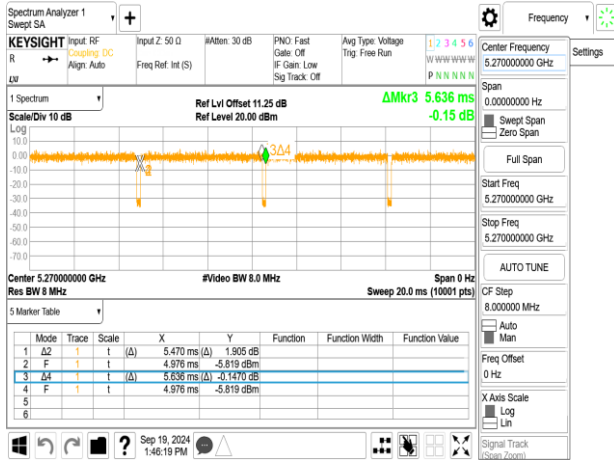 Spectrum Analyzer 1
Swept SA
KEYSIGHT Input: RF Input Z: 50 Ω #Atten: 30 dB PNO: Fast Avg Type: Voltage 1 2 3 4 5 6
R Coupling: DC Gate: Off Trig: Free Run W W W W W W
Align: Auto Freq Ref: Int (S) IF Gain: Low
LXI Sig Track: Off P N N N N N
1 Spectrum Ref Lvl Offset 11.25 dB ΔMkr3 5.636 ms
Scale/Div 10 dB Ref Level 20.00 dBm -0.15 dB
Log
10.0
0.00
3Δ4
-10.0
-20.0
-30.0
-40.0
-50.0
-60.0
-70.0
Center 5.270000000 GHz #Video BW 8.0 MHz Span 0 Hz
Res BW 8 MHz Sweep 20.0 ms (10001 pts)
5 Marker Table
Mode Trace Scale X Y Function Function Width Function Value
1 Δ2 1 t (Δ) 5.470 ms (Δ) 1.905 dB
2 F 1 t 4.976 ms -5.819 dBm
3 Δ4 1 t (Δ) 5.636 ms (Δ) -0.1470 dB
4 F 1 t 4.976 ms -5.819 dBm
5
6
Sep 19, 2024
1:46:19 PM
Frequency
Settings
Center Frequency
5.270000000 GHz
Span
0.00000000 Hz
Swept Span
Zero Span
Full Span
Start Freq
5.270000000 GHz
Stop Freq
5.270000000 GHz
AUTO TUNE
CF Step
8.000000 MHz
Auto
Man
Freq Offset
0 Hz
X Axis Scale
Log
Lin
Signal Track
(Span Zoom)